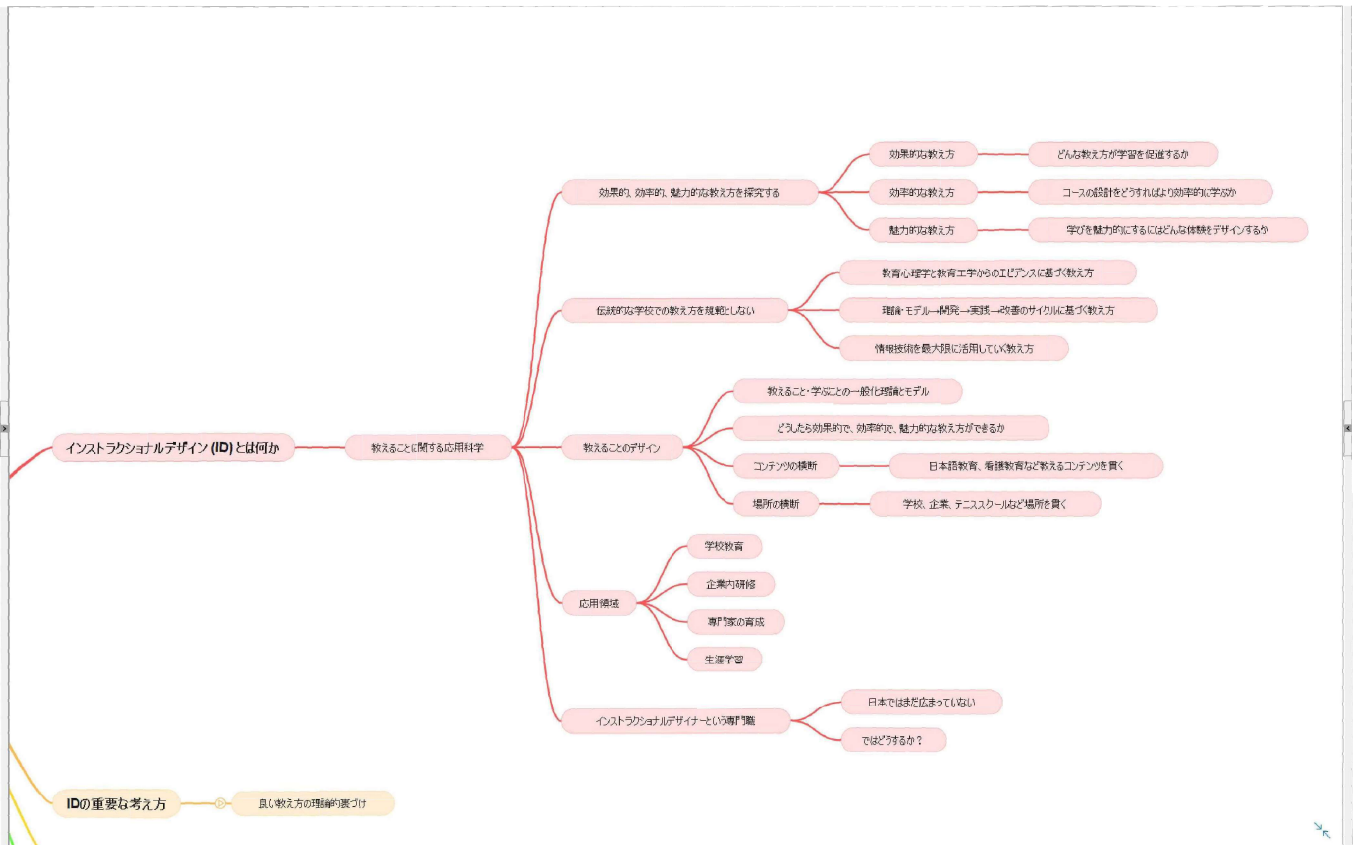 インストラクショナルデザイン (ID) とは何か
教えることに関する応用科学
効果的、効率的、魅力的な教え方を探究する
効果的な教え方
どんな教え方が学習を促進するか
効率的な教え方
コースの設計をどうすればより効率的に学ぶか
魅力的な教え方
学びを魅力的にするにはどんな体験をデザインするか
伝統的な学校での教え方を規範としない
教育心理学と教育工学からのエビデンスに基づく教え方
理論・モデル→開発→実践→改善のサイクルに基づく教え方
情報技術を最大限に活用していく教え方
教えることのデザイン
教えること・学ぶことの一般化理論とモデル
どうしたら効果的で、効率的で、魅力的な教え方ができるか
コンテンツの横断
日本語教育、看護教育など教えるコンテンツを貫く
場所の横断
学校、企業、テニススクールなど場所を貫く
応用領域
学校教育
企業内研修
専門家の育成
生涯学習
インストラクショナルデザイナーという専門職
日本ではまだ広まっていない
ではどうするか？
IDの重要な考え方
良い教え方の理論的裏づけ